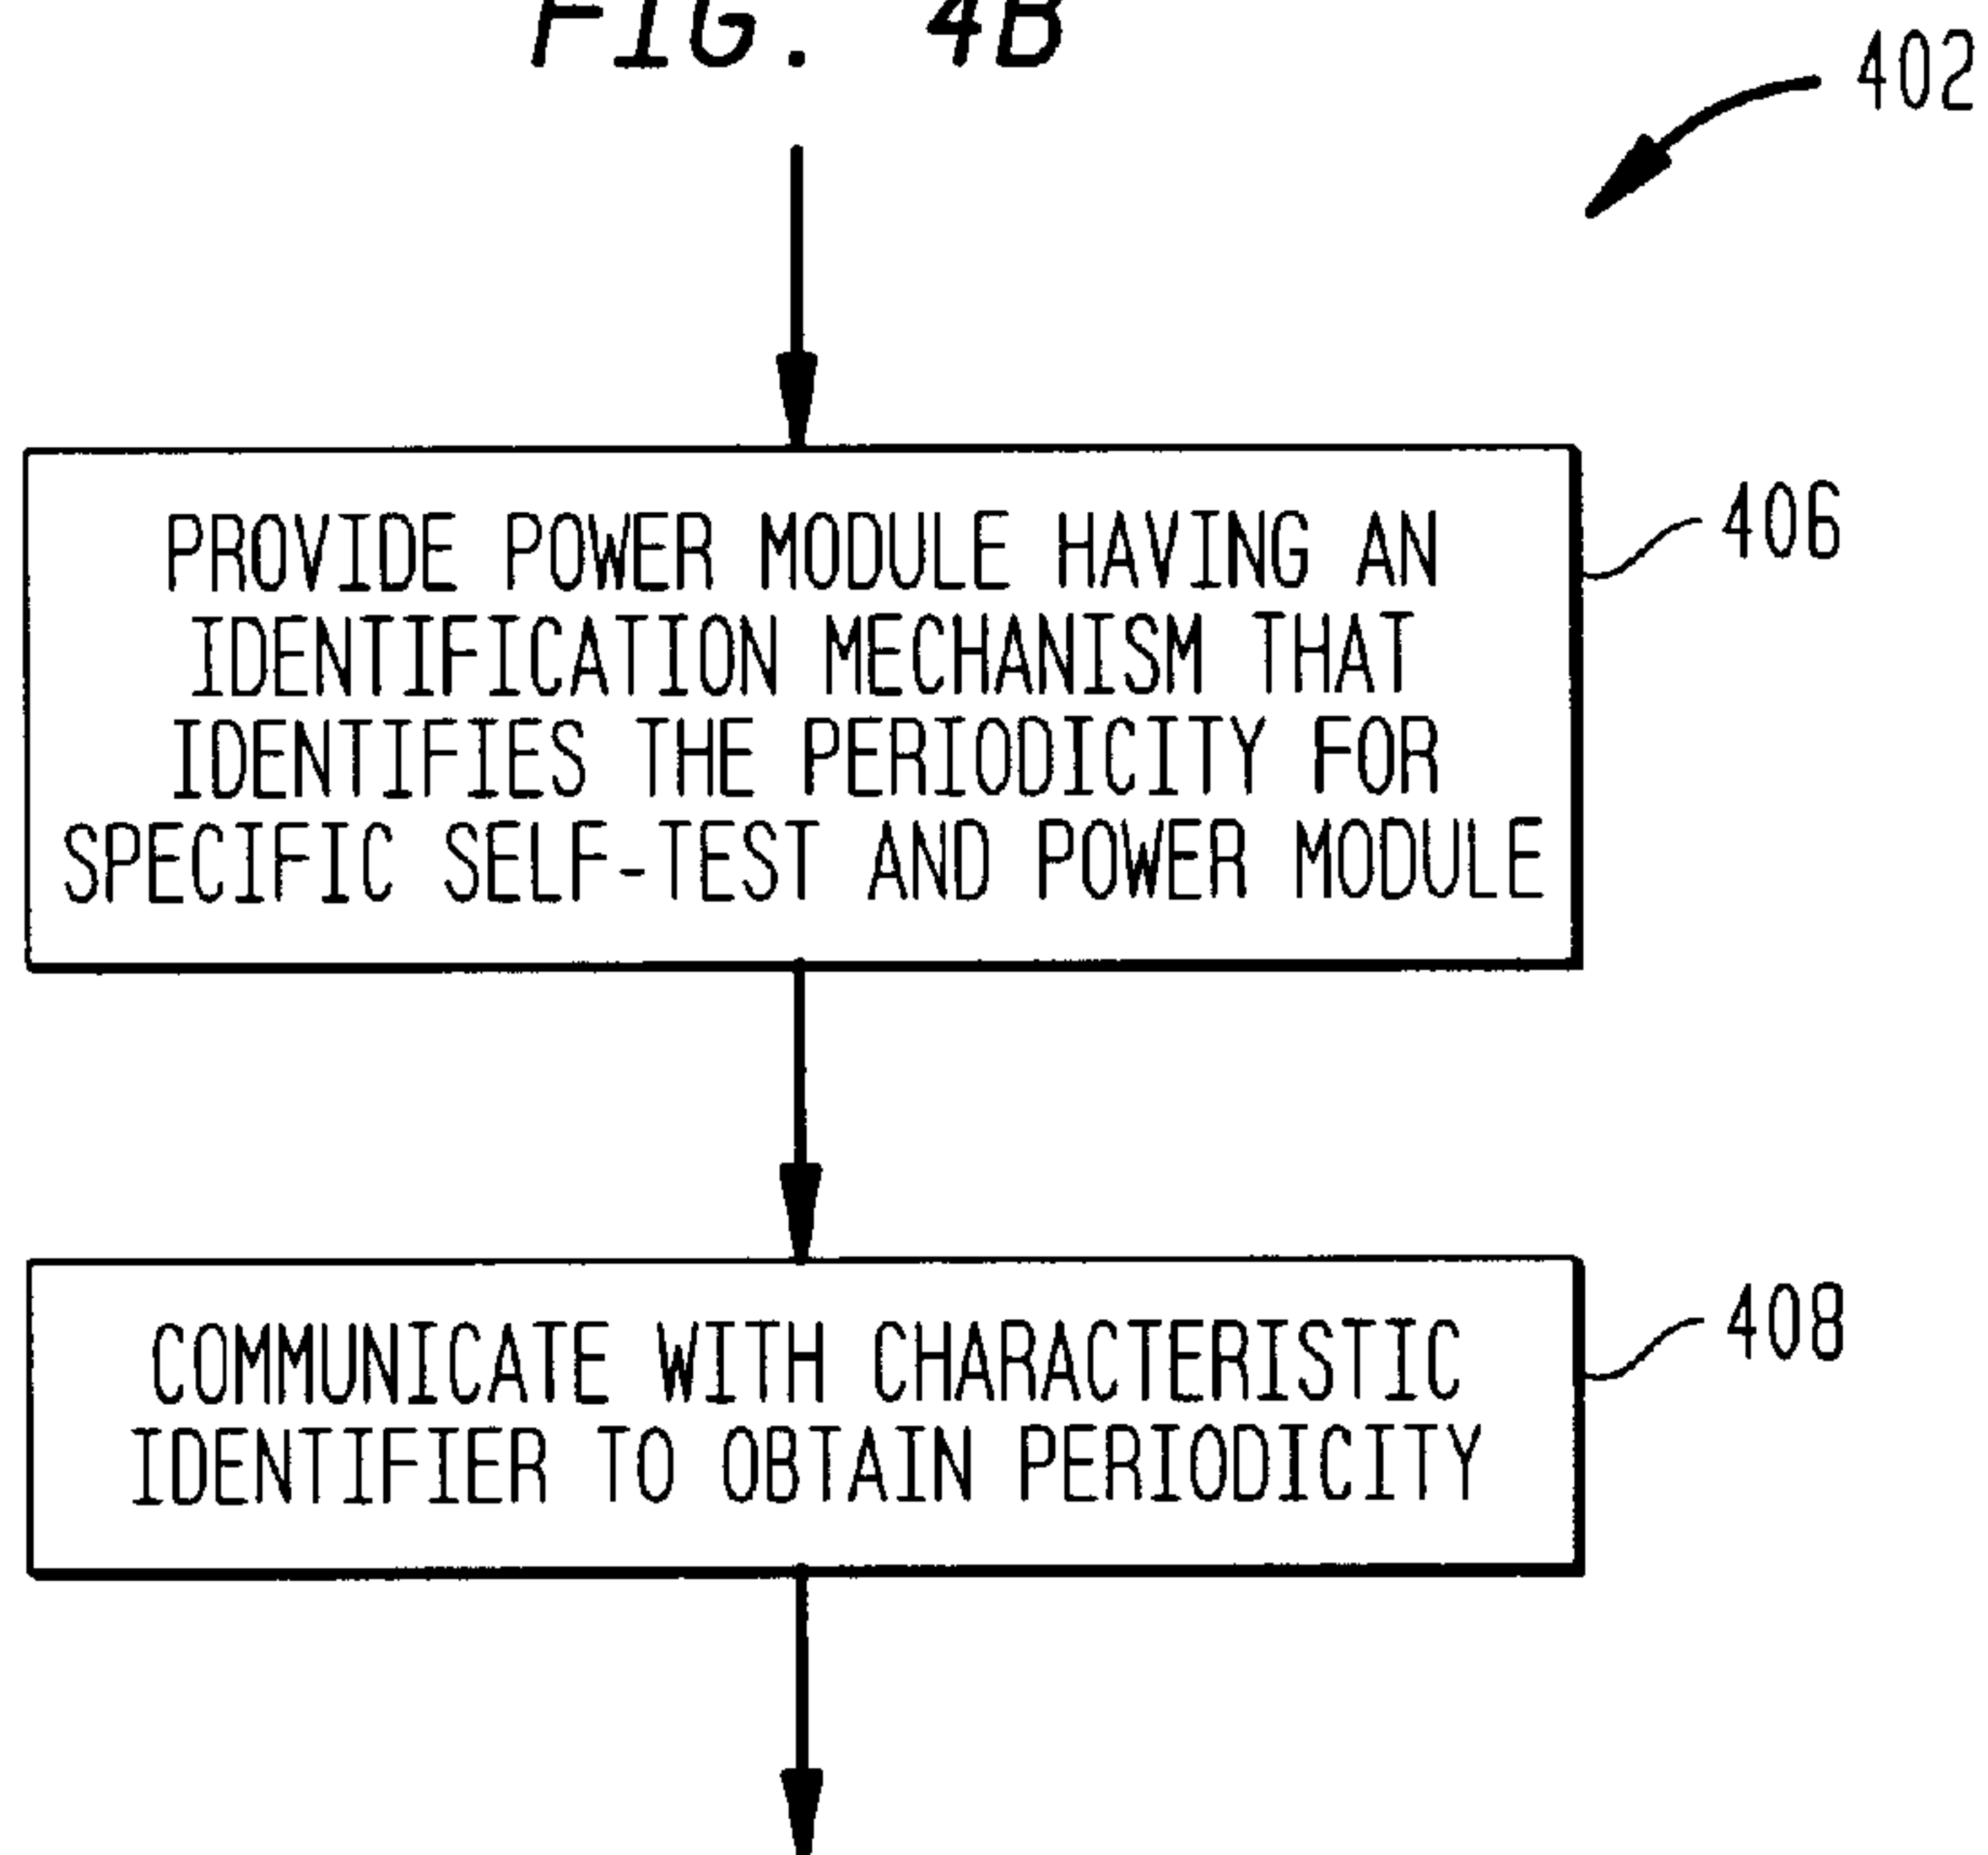 FIG. 4B
402
PROVIDE POWER MODULE HAVING AN
IDENTIFICATION MECHANISM THAT
IDENTIFIES THE PERIODICITY FOR
SPECIFIC SELF-TEST AND POWER MODULE
406
COMMUNICATE WITH CHARACTERISTIC
IDENTIFIER TO OBTAIN PERIODICITY
408